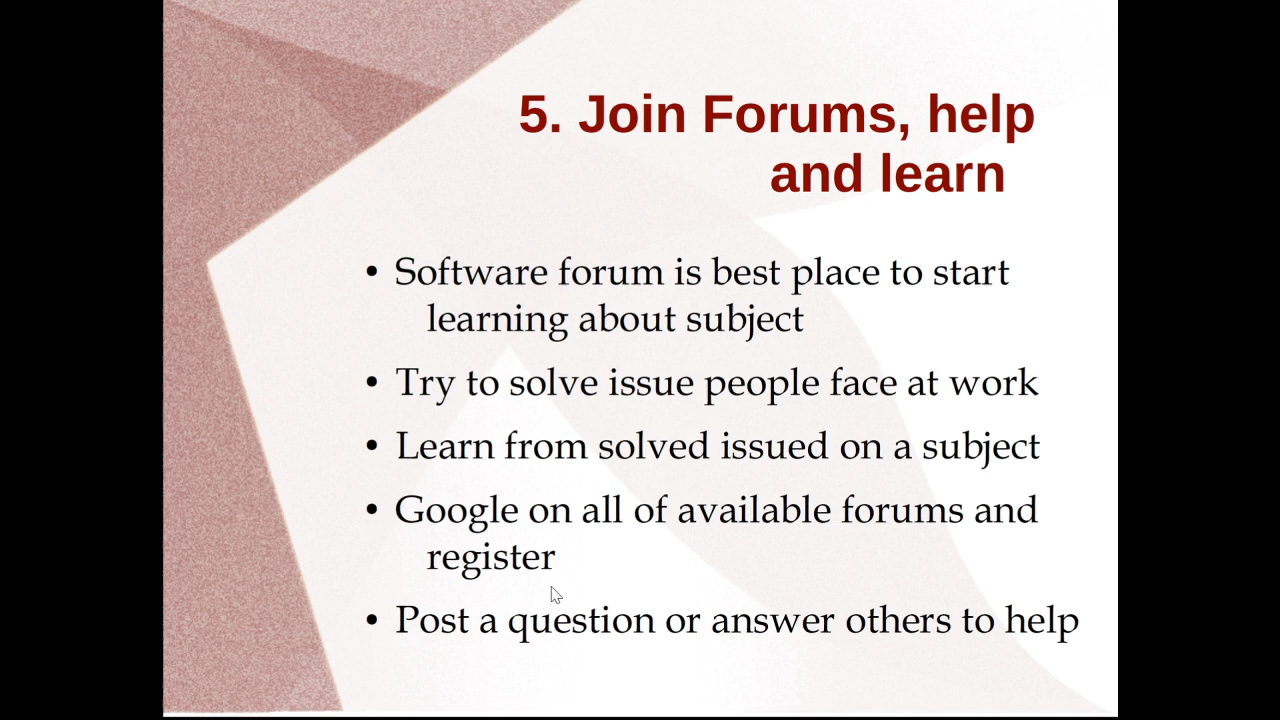 5. Join Forums, help
and learn
• Software forum is best place to start
learning about subject
• Try to solve issue people face at work
• Learn from solved issued on a subject
• Google on all of available forums and
register
• Post a question or answer others to help